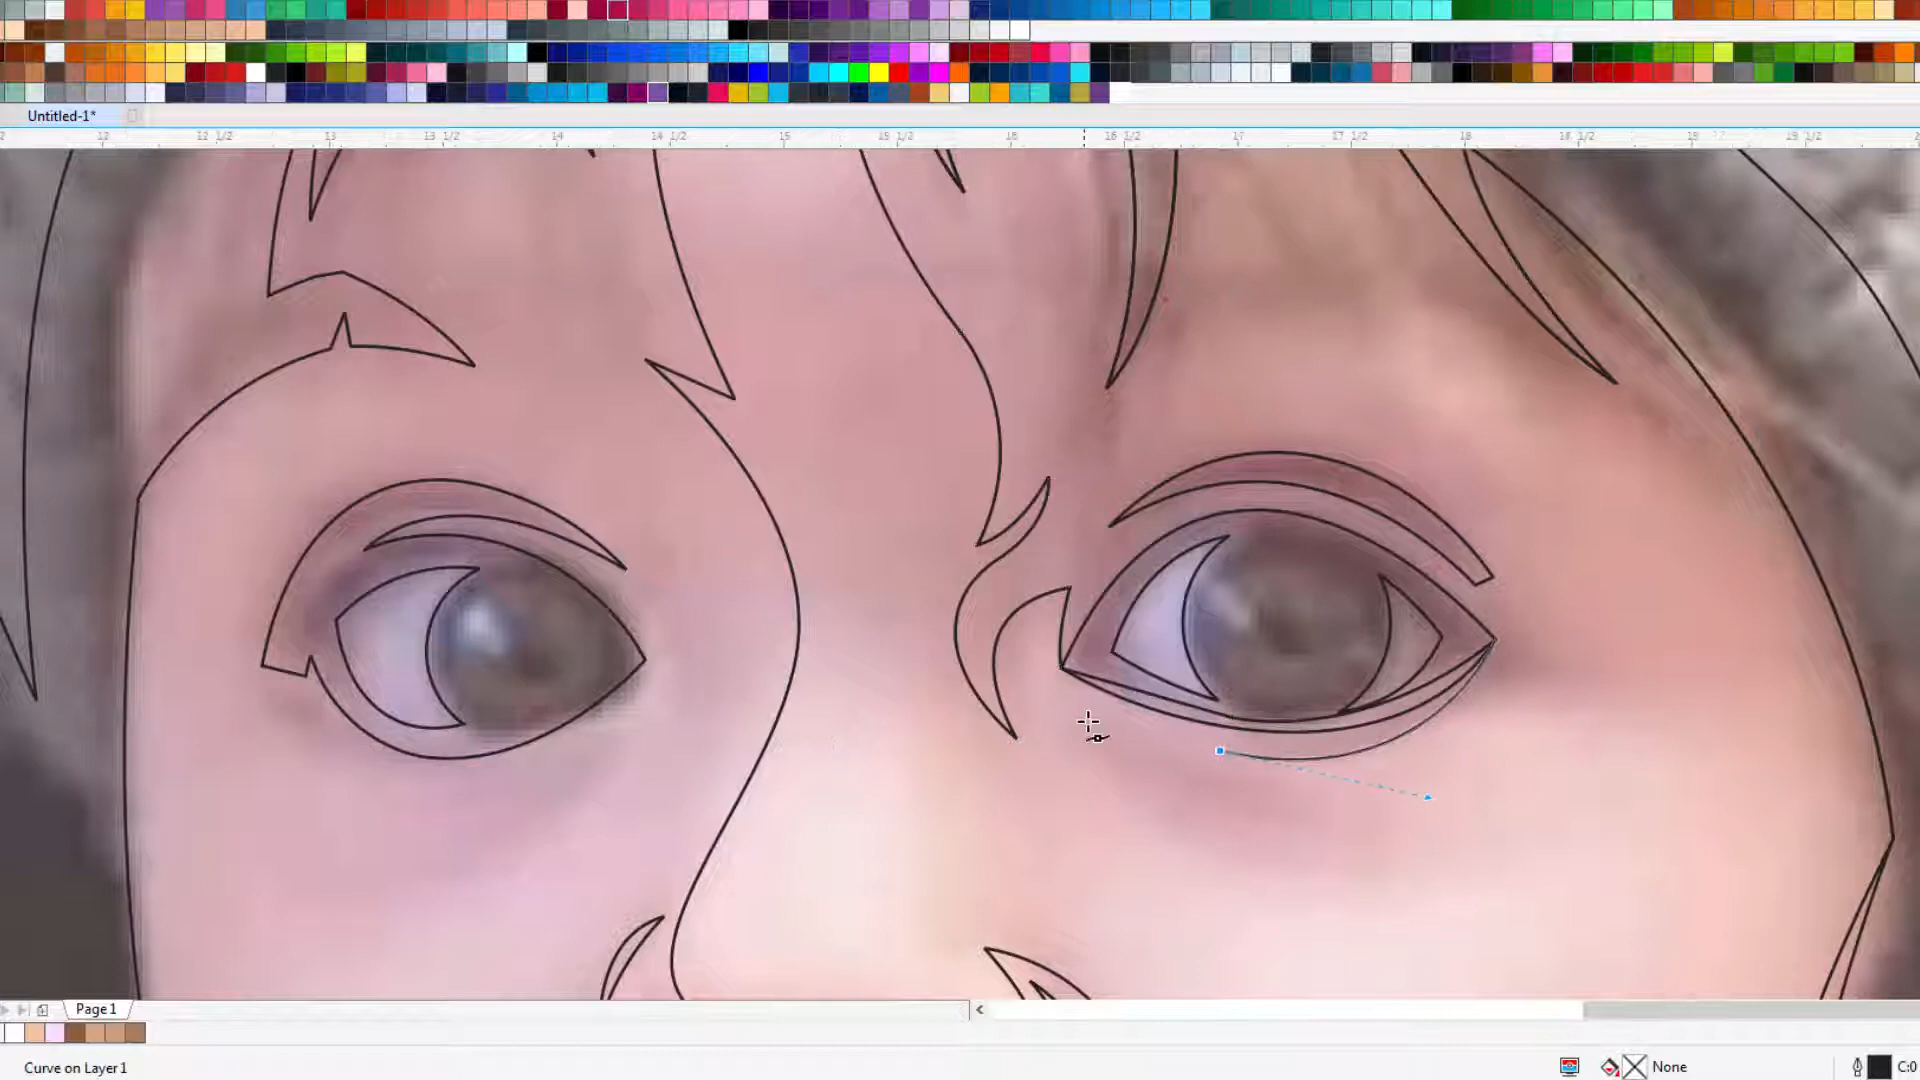 Untitled-1*
12 12 1/2 13 13 1/2 14 14 1/2 15 15 1/2 16 16 1/2 17 17 1/2 18 18 1/2 19 19 1/2
Page 1
Curve on Layer 1
None
C:0